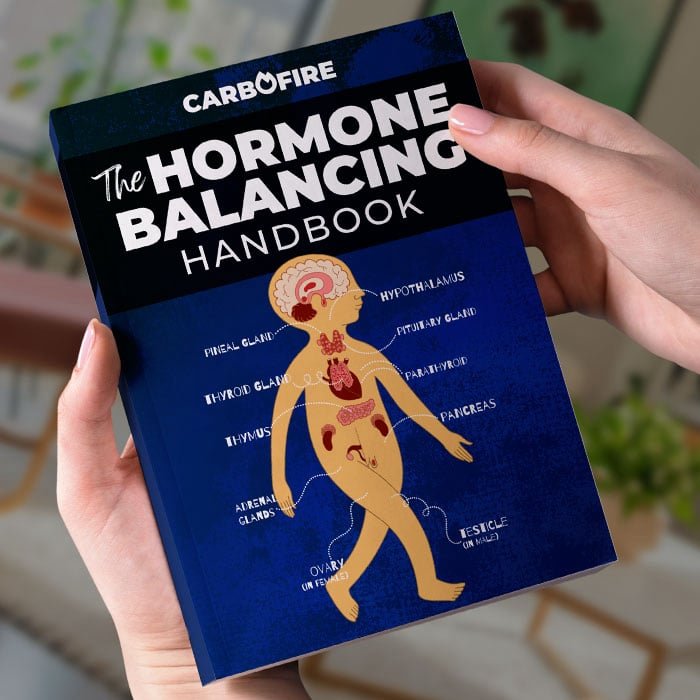 CARBOFIRE
The HORMONE
BALANCING
HANDBOOK
HYPOTHALAMUS
PINEAL GLAND
PITUITARY GLAND
THYROID GLAND
PARATHYROID
THYMUS
PANCREAS
ADRENAL
GLANDS
TESTICLE
(IN MALE)
OVARY
(IN FEMALE)